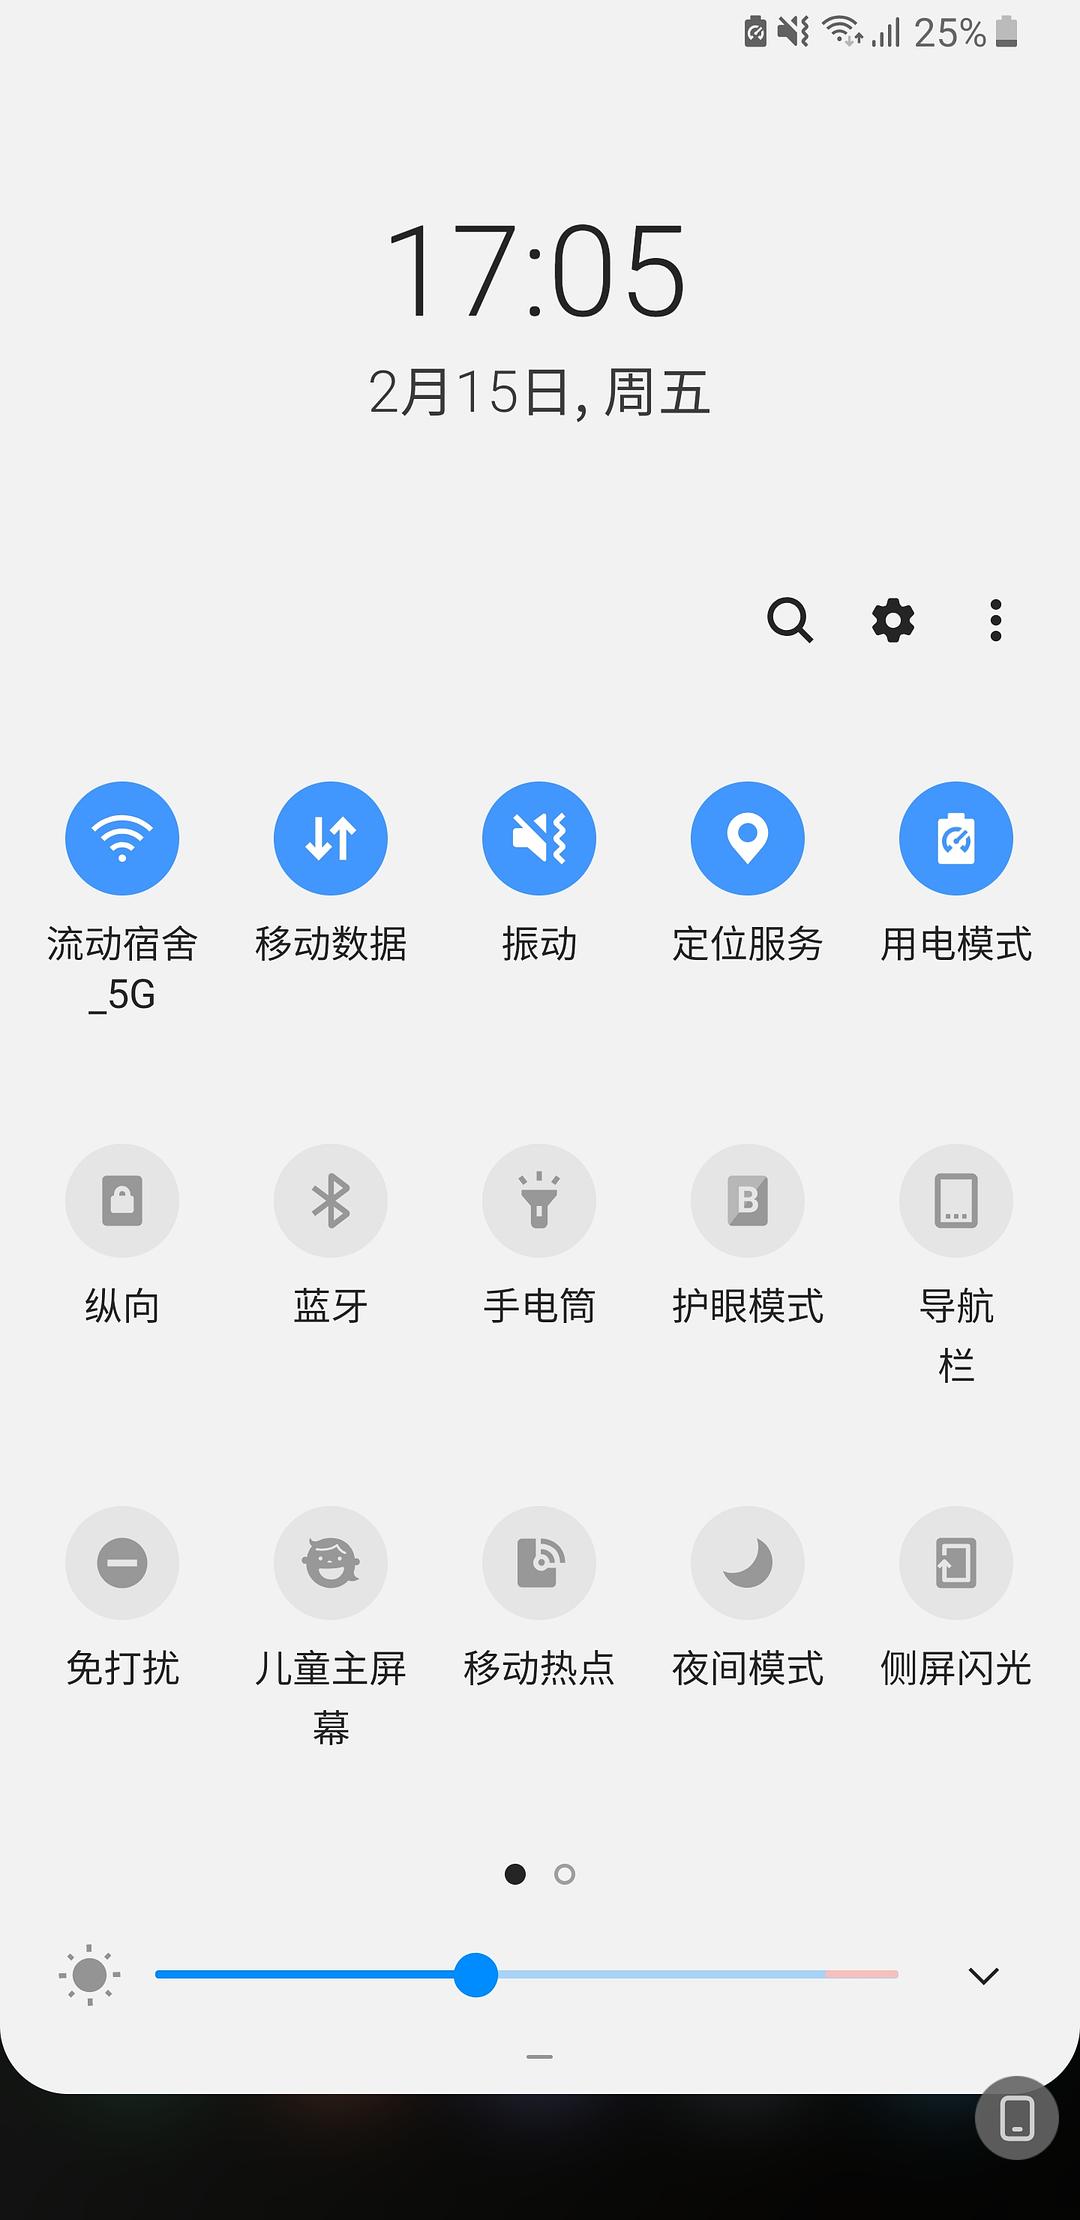 25%
17:05
2月15日, 周五
流动宿舍
_5G
移动数据
振动
定位服务
用电模式
纵向
蓝牙
手电筒
B
护眼模式
导航
栏
免打扰
儿童主屏
幕
移动热点
夜间模式
侧屏闪光